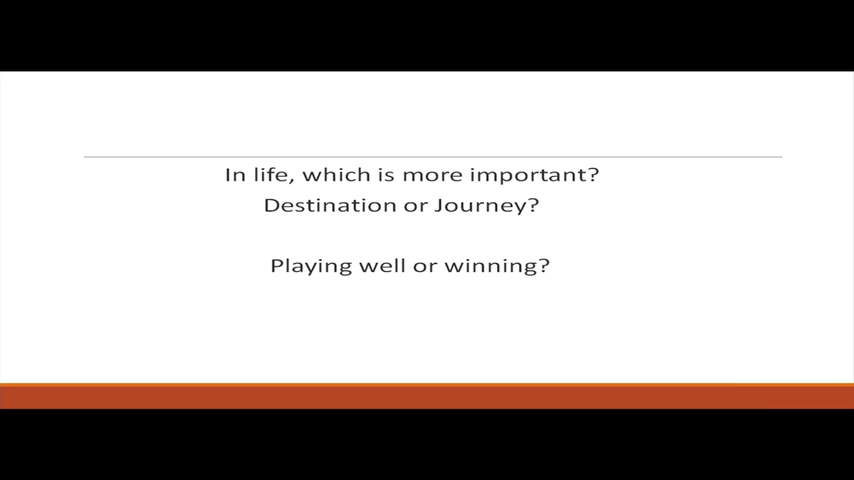 In life, which is more important?
Destination or Journey?
Playing well or winning?